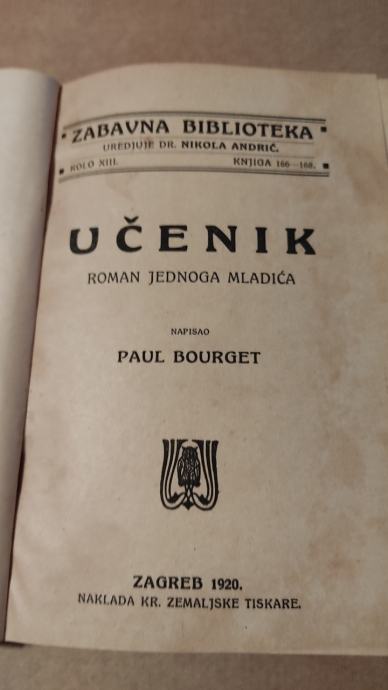 ZABAVNA BIBLIOTEKA
UREDJUJE DR. NIKOLA ANDRIĆ.
KOLO XIII. KNJIGA 166—168.
UČENIK
ROMAN JEDNOGA MLADIĆA
NAPISAO
PAUL BOURGET
ZAGREB 1920.
NAKLADA KR. ZEMALJSKE TISKARE.